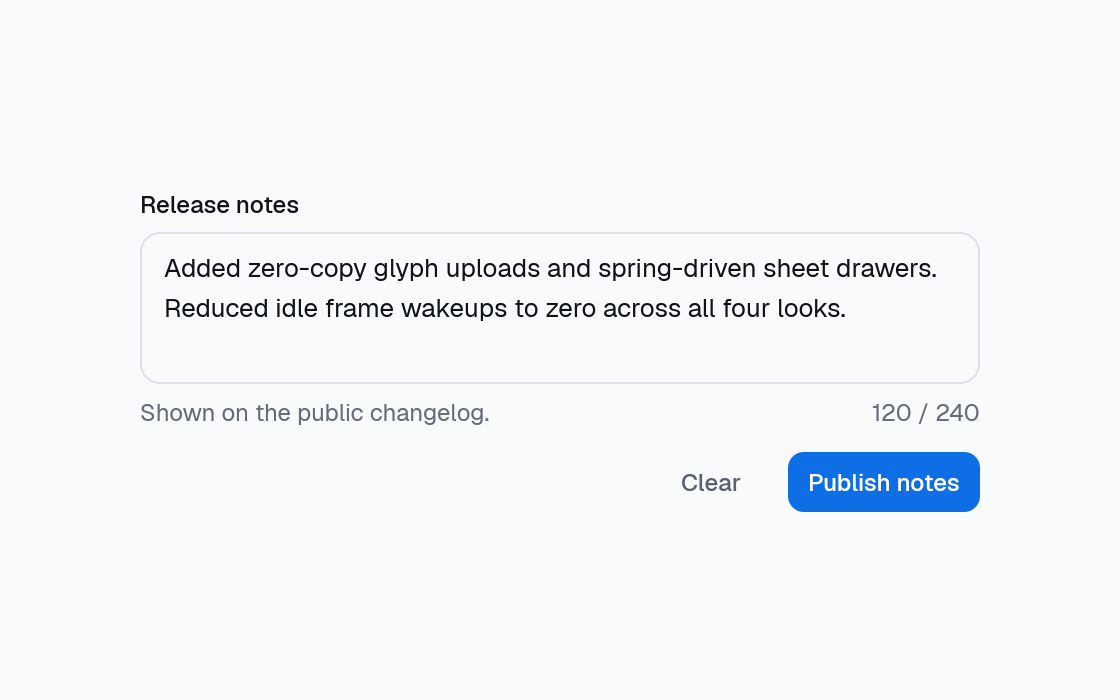 Release notes
Added zero-copy glyph uploads and spring-driven sheet drawers.
Reduced idle frame wakeups to zero across all four looks.
Shown on the public changelog.
120 / 240
Clear
Publish notes